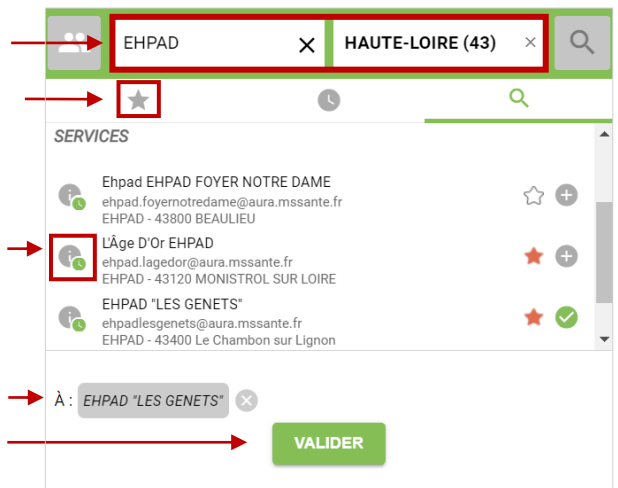 EHPAD
HAUTE-LOIRE (43)
SERVICES
Ehpad EHPAD FOYER NOTRE DAME
ehpad.foyernotredame@aura.mssante.fr
EHPAD - 43800 BEAULIEU
L'Âge D'Or EHPAD
ehpad.lagedor@aura.mssante.fr
EHPAD - 43120 MONISTROL SUR LOIRE
EHPAD "LES GENETS"
ehpadlesgenets@aura.mssante.fr
EHPAD - 43400 Le Chambon sur Lignon
À : EHPAD "LES GENETS"
VALIDER